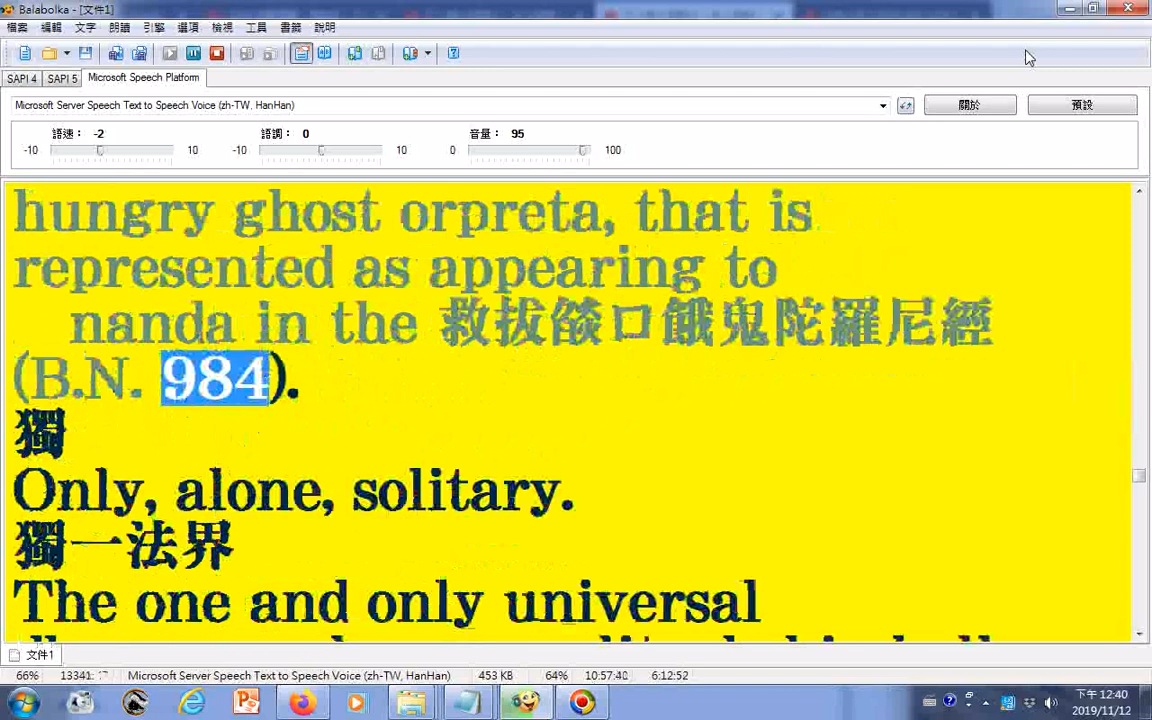 Balabolka - [文件1]
檔案 編輯 文字 朗讀 引擎 選項 檢視 工具 書籤 說明
SAPI 4 SAPI 5 Microsoft Speech Platform
Microsoft Server Speech Text to Speech Voice (zh-TW, HanHan) 關於 預設
語速： -2 語調： 0 音量： 95
-10 10 -10 10 0 100
hungry ghost orpreta, that is
represented as appearing to
nanda in the 救拔燄口餓鬼陀羅尼經
(B.N. 984).
獨
Only, alone, solitary.
獨一法界
The one and only universal
文件1
66% Microsoft Server Speech Text to Speech Voice (zh-TW, HanHan) 453 KB 64% 10:57:40 6:12:52
下午 12:40
2019/11/12